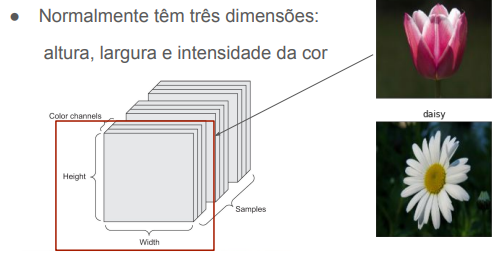 ● Normalmente têm três dimensões:
altura, largura e intensidade da cor
Color channels
Height
Width
Samples
daisy